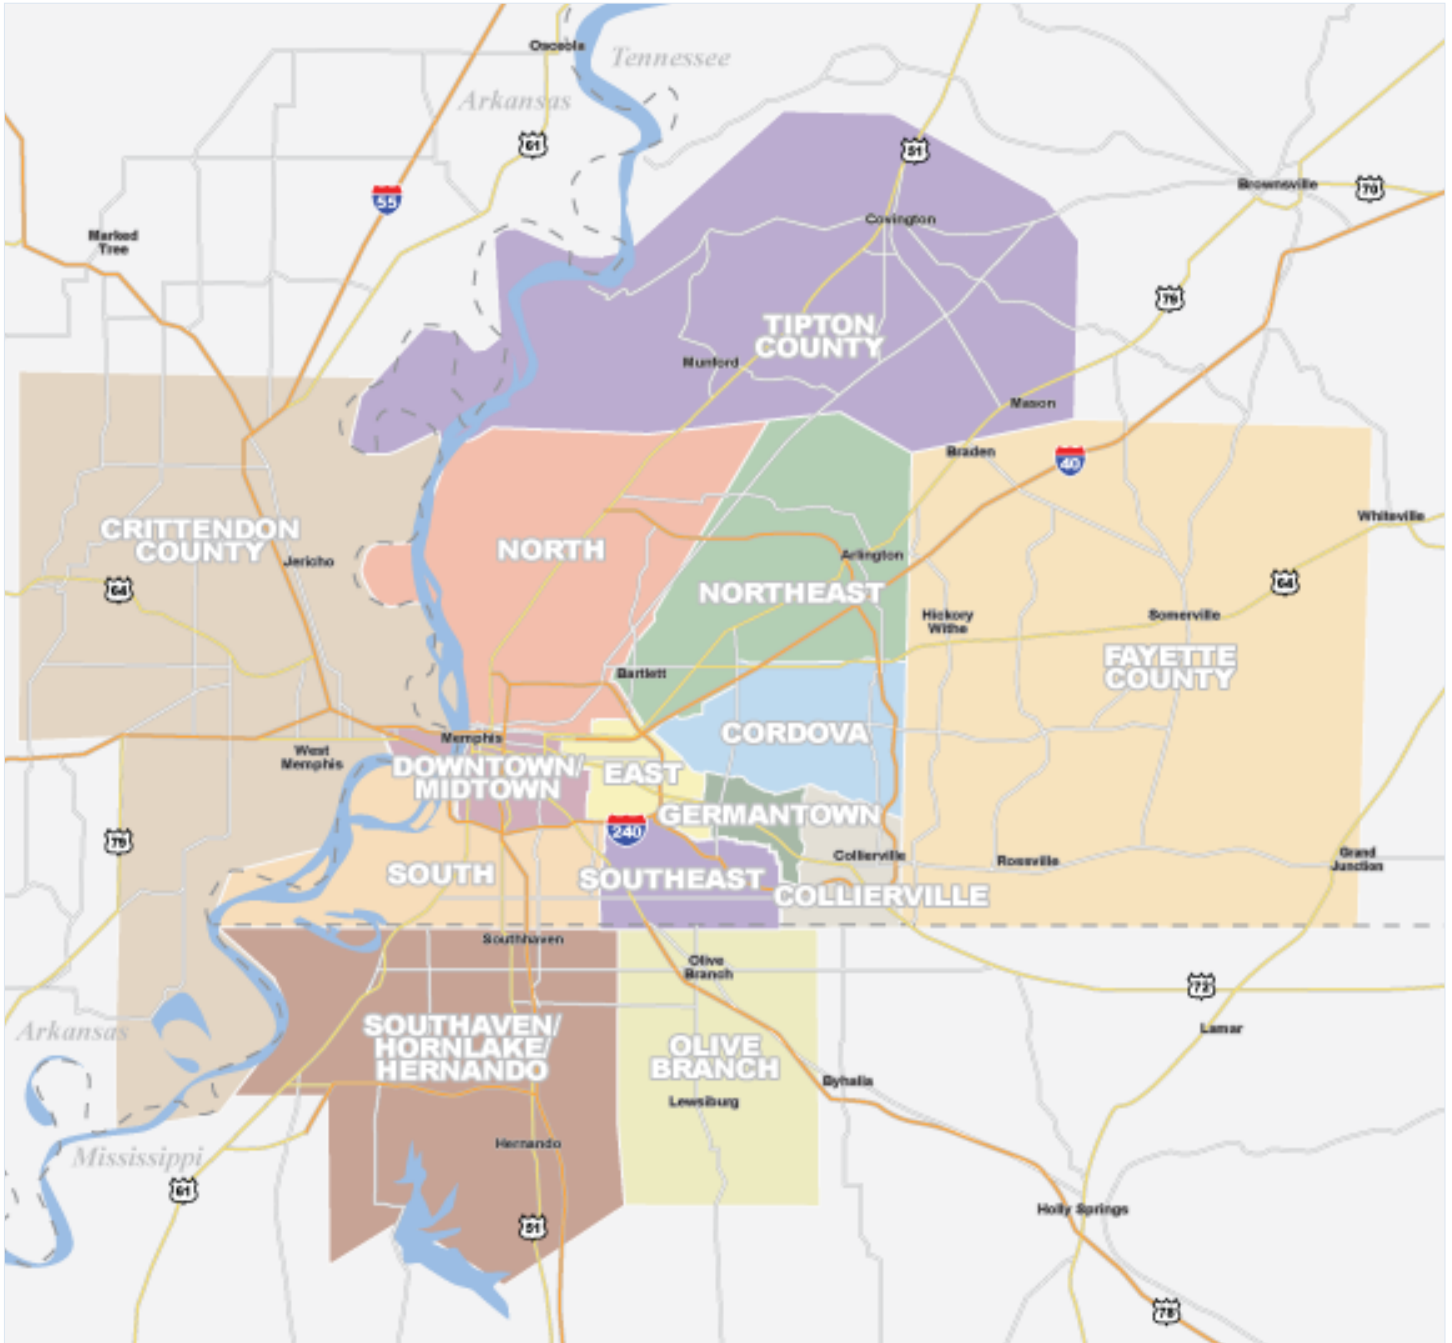 Osceola
Tennessee
Arkansas
61
51
Brownsville
70
55
Covington
Marked
Tree
79
TIPTON
COUNTY
Munford
Mason
Braden
40
CRITTENDON
COUNTY
Whiteville
NORTH
Arlington
Jericho
64
64
NORTHEAST
Hickory
Withe
Somerville
FAYETTE
COUNTY
Bartlett
CORDOVA
Memphis
West
Memphis
DOWNTOWN/
MIDTOWN
EAST
GERMANTOWN
240
79
Collierville
Rossville
Grand
Junction
SOUTH
SOUTHEAST
COLLIERVILLE
Southhaven
Olive
Branch
72
Arkansas
SOUTHAVEN/
HORNLAKE/
HERNANDO
OLIVE
BRANCH
Lamar
Byhalia
Lewsiburg
Hernando
Mississippi
61
51
Holly Springs
78